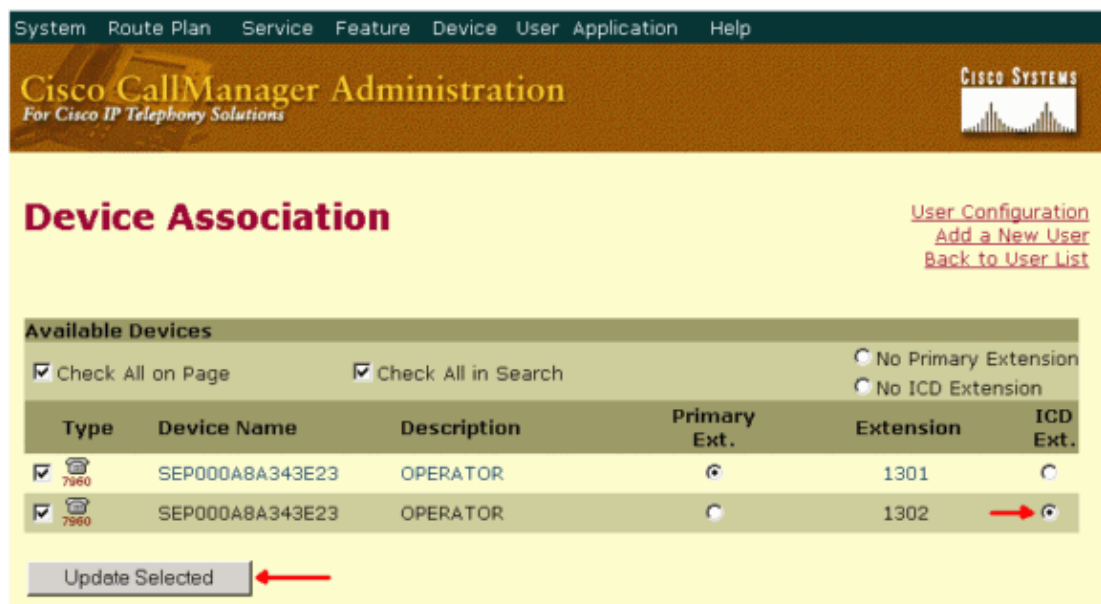 System Route Plan Service Feature Device User Application Help
Cisco CallManager Administration
For Cisco IP Telephony Solutions
CISCO SYSTEMS
Device Association
User Configuration
Add a New User
Back to User List
Available Devices
Check All on Page Check All in Search
No Primary Extension
No ICD Extension
Type Device Name Description Primary Ext. Extension ICD Ext.
7960 SEP000A8A343E23 OPERATOR 1301
7960 SEP000A8A343E23 OPERATOR 1302
Update Selected